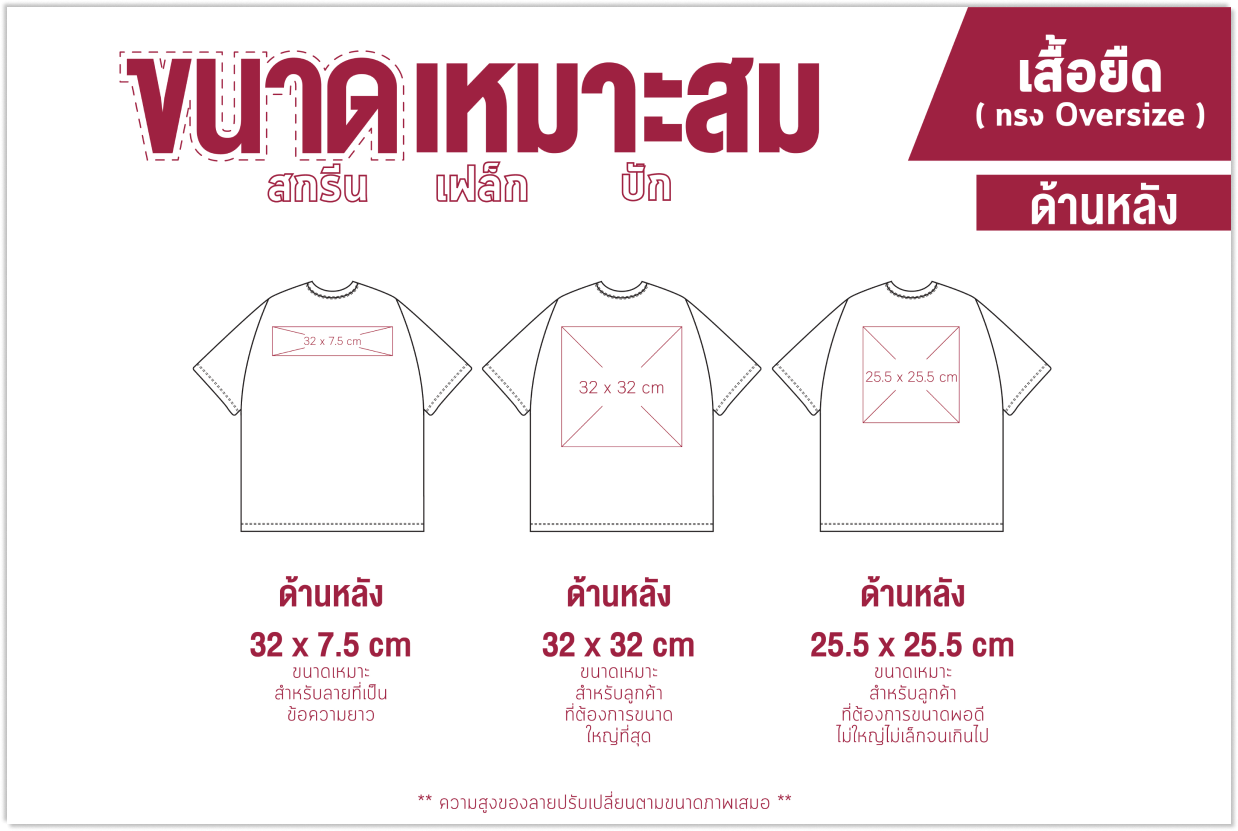 ขนาดเหมาะสม
สกรีน เฟล็ก ปัก
เสื้อยืด
( ทรง Oversize )
ด้านหลัง
32 x 7.5 cm
32 x 32 cm
25.5 x 25.5 cm
ด้านหลัง
32 x 7.5 cm
ขนาดเหมาะ
สำหรับลายที่เป็น
ข้อความยาว
ด้านหลัง
32 x 32 cm
ขนาดเหมาะ
สำหรับลูกค้า
ที่ต้องการขนาด
ใหญ่ที่สุด
ด้านหลัง
25.5 x 25.5 cm
ขนาดเหมาะ
สำหรับลูกค้า
ที่ต้องการขนาดพอดี
ไม่ใหญ่ไม่เล็กจนเกินไป
** ความสูงของลายปรับเปลี่ยนตามขนาดภาพเสมอ **